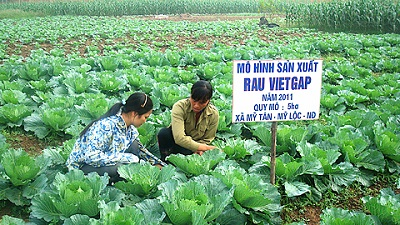 MÔ HÌNH SẢN XUẤT
RAU VIETGAP
NĂM 2011
QUY MÔ : 5ha
XÃ MỸ TÂN - MỸ LỘC - NĐ